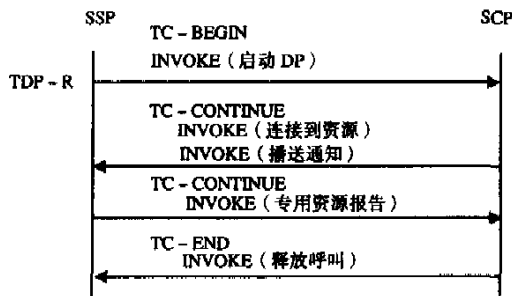 SSP
SCP
TC - BEGIN
INVOKE（启动 DP）
TDP - R
TC - CONTINUE
INVOKE（连接到资源）
INVOKE（播送通知）
TC - CONTINUE
INVOKE（专用资源报告）
TC - END
INVOKE（释放呼叫）